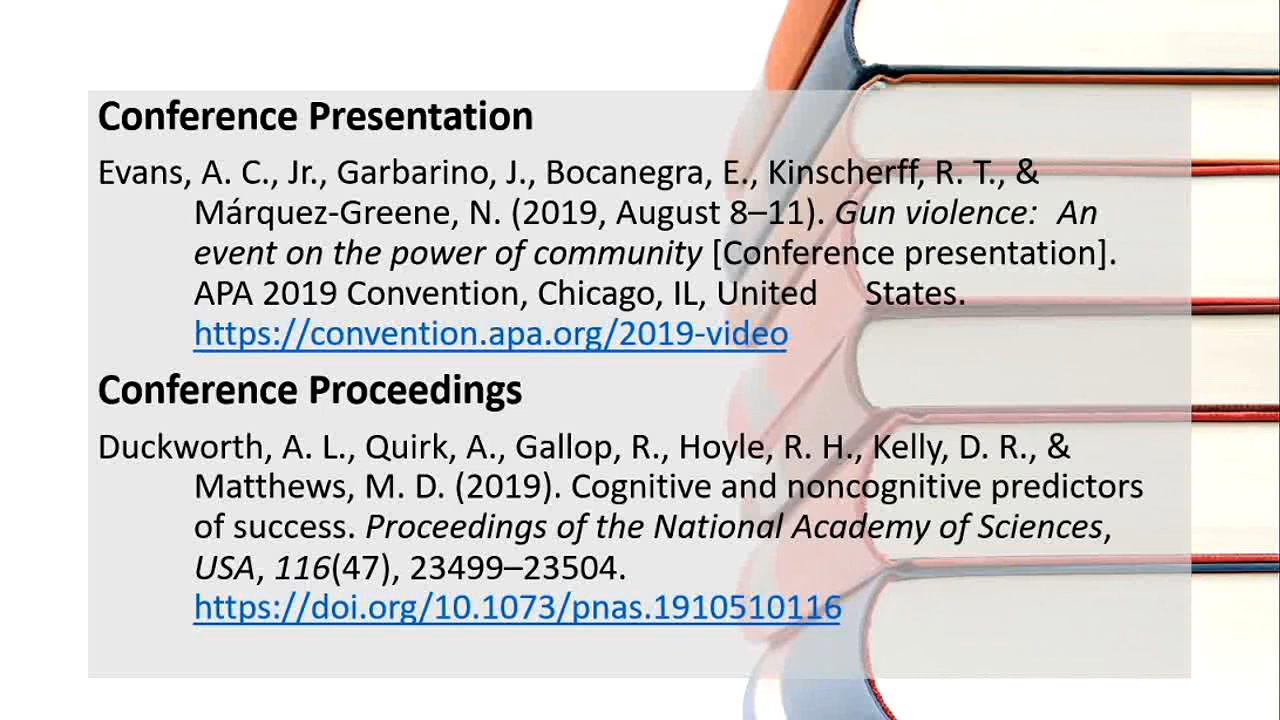 Conference Presentation
Evans, A. C., Jr., Garbarino, J., Bocanegra, E., Kinscherff, R. T., &
Márquez-Greene, N. (2019, August 8–11). Gun violence:  An
event on the power of community [Conference presentation].
APA 2019 Convention, Chicago, IL, United    States.
https://convention.apa.org/2019-video
Conference Proceedings
Duckworth, A. L., Quirk, A., Gallop, R., Hoyle, R. H., Kelly, D. R., &
Matthews, M. D. (2019). Cognitive and noncognitive predictors
of success. Proceedings of the National Academy of Sciences,
USA, 116(47), 23499–23504.
https://doi.org/10.1073/pnas.1910510116